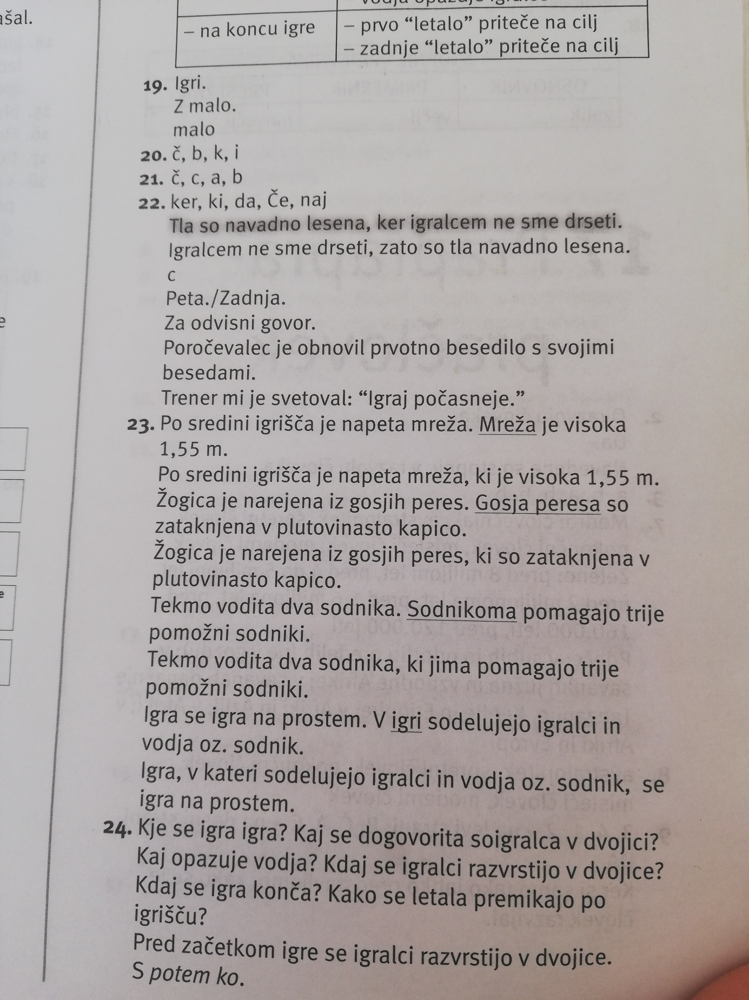 ašal.
– na koncu igre
– prvo “letalo” priteče na cilj
– zadnje “letalo” priteče na cilj
19. Igri.
Z malo.
malo
20. č, b, k, i
21. č, c, a, b
22. ker, ki, da, Če, naj
Tla so navadno lesena, ker igralcem ne sme drseti.
Igralcem ne sme drseti, zato so tla navadno lesena.
c
Peta./Zadnja.
Za odvisni govor.
Poročevalec je obnovil prvotno besedilo s svojimi
besedami.
Trener mi je svetoval: “Igraj počasneje.”
23. Po sredini igrišča je napeta mreža. Mreža je visoka
1,55 m.
Po sredini igrišča je napeta mreža, ki je visoka 1,55 m.
Žogica je narejena iz gosjih peres. Gosja peresa so
zataknjena v plutovinasto kapico.
Žogica je narejena iz gosjih peres, ki so zataknjena v
plutovinasto kapico.
Tekmo vodita dva sodnika. Sodnikoma pomagajo trije
pomožni sodniki.
Tekmo vodita dva sodnika, ki jima pomagajo trije
pomožni sodniki.
Igra se igra na prostem. V igri sodelujejo igralci in
vodja oz. sodnik.
Igra, v kateri sodelujejo igralci in vodja oz. sodnik, se
igra na prostem.
24. Kje se igra igra? Kaj se dogovorita soigralca v dvojici?
Kaj opazuje vodja? Kdaj se igralci razvrstijo v dvojice?
Kdaj se igra konča? Kako se letala premikajo po
igrišču?
Pred začetkom igre se igralci razvrstijo v dvojice.
S potem ko.